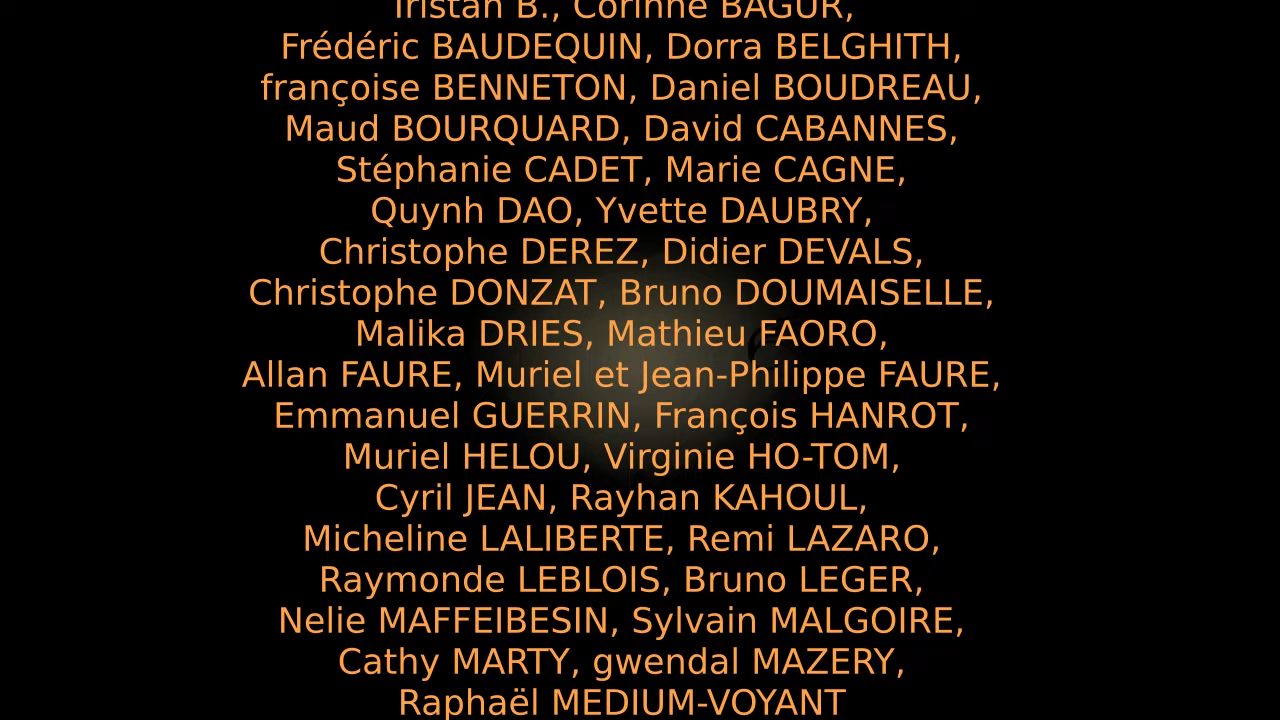 Tristan B., Corinne BAGUR,
Frédéric BAUDEQUIN, Dorra BELGHITH,
françoise BENNETON, Daniel BOUDREAU,
Maud BOURQUARD, David CABANNES,
Stéphanie CADET, Marie CAGNE,
Quynh DAO, Yvette DAUBRY,
Christophe DEREZ, Didier DEVALS,
Christophe DONZAT, Bruno DOUMAISELLE,
Malika DRIES, Mathieu FAORO,
Allan FAURE, Muriel et Jean-Philippe FAURE,
Emmanuel GUERRIN, François HANROT,
Muriel HELOU, Virginie HO-TOM,
Cyril JEAN, Rayhan KAHOUL,
Micheline LALIBERTE, Remi LAZARO,
Raymonde LEBLOIS, Bruno LEGER,
Nelie MAFFEIBESIN, Sylvain MALGOIRE,
Cathy MARTY, gwendal MAZERY,
Raphaël MEDIUM-VOYANT